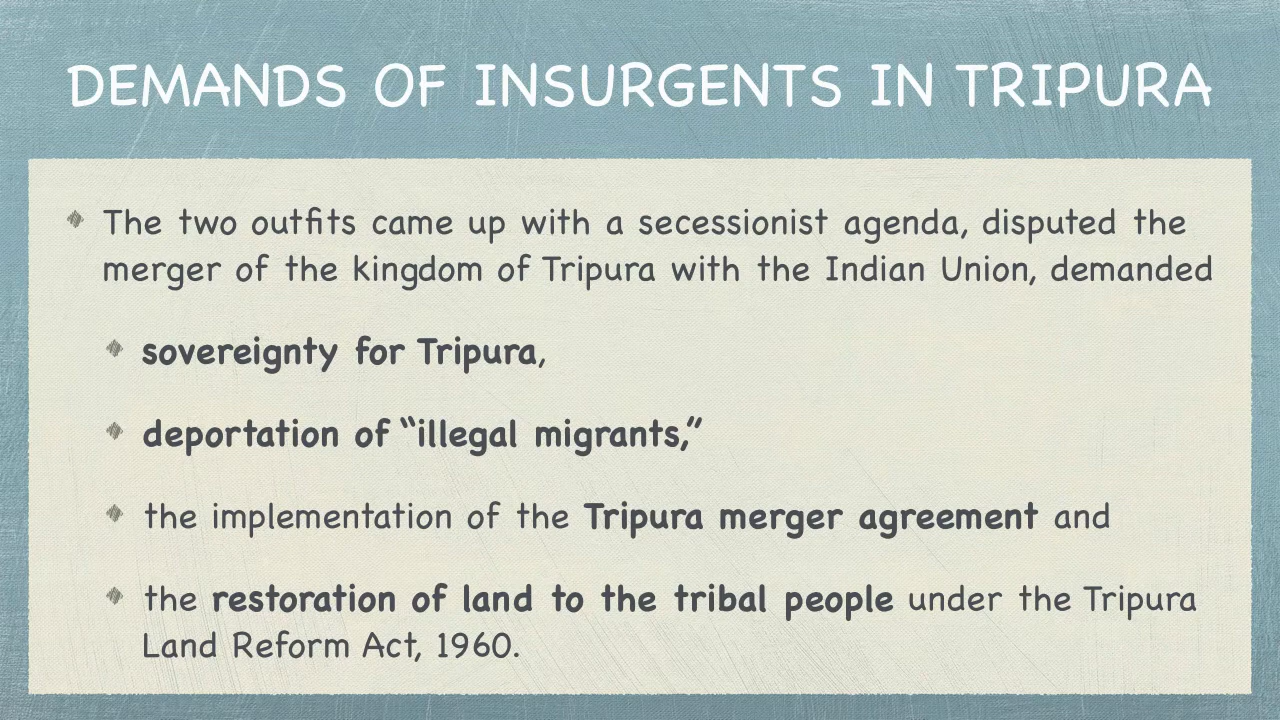 DEMANDS OF INSURGENTS IN TRIPURA
The two outfits came up with a secessionist agenda, disputed the
merger of the kingdom of Tripura with the Indian Union, demanded
sovereignty for Tripura,
deportation of “illegal migrants,”
the implementation of the Tripura merger agreement and
the restoration of land to the tribal people under the Tripura
Land Reform Act, 1960.